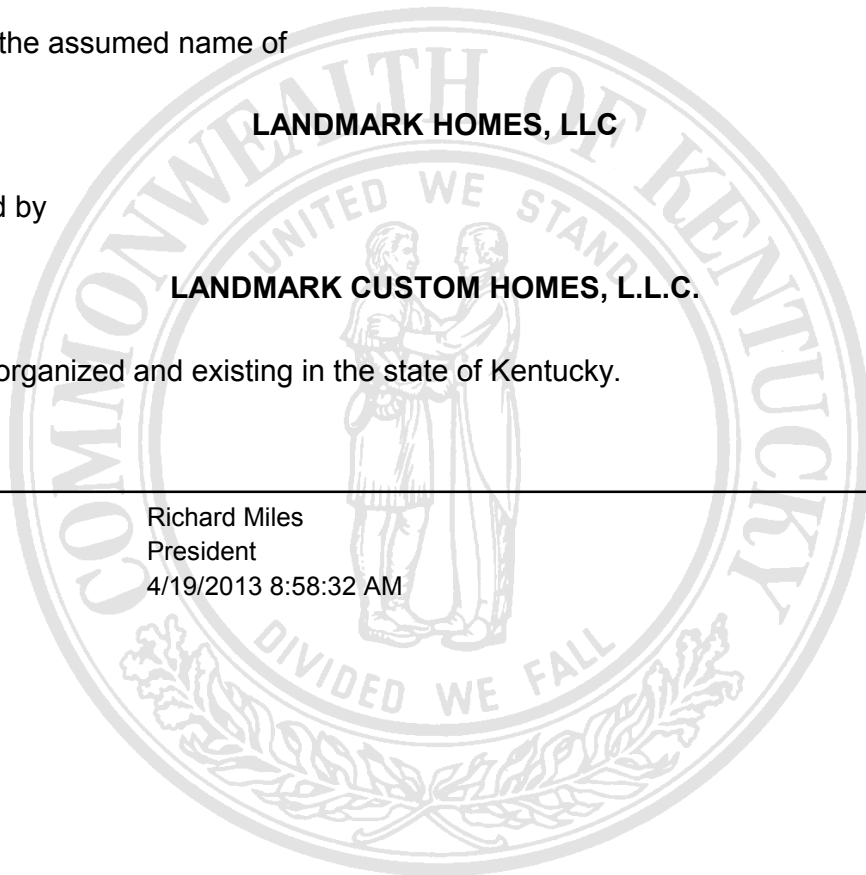 the assumed name of
LANDMARK HOMES, LLC
d by
LANDMARK CUSTOM HOMES, L.L.C.
organized and existing in the state of Kentucky.
Richard Miles
President
4/19/2013 8:58:32 AM
COMMONWEALTH OF KENTUCKY
UNITED WE STAND
DIVIDED WE FALL